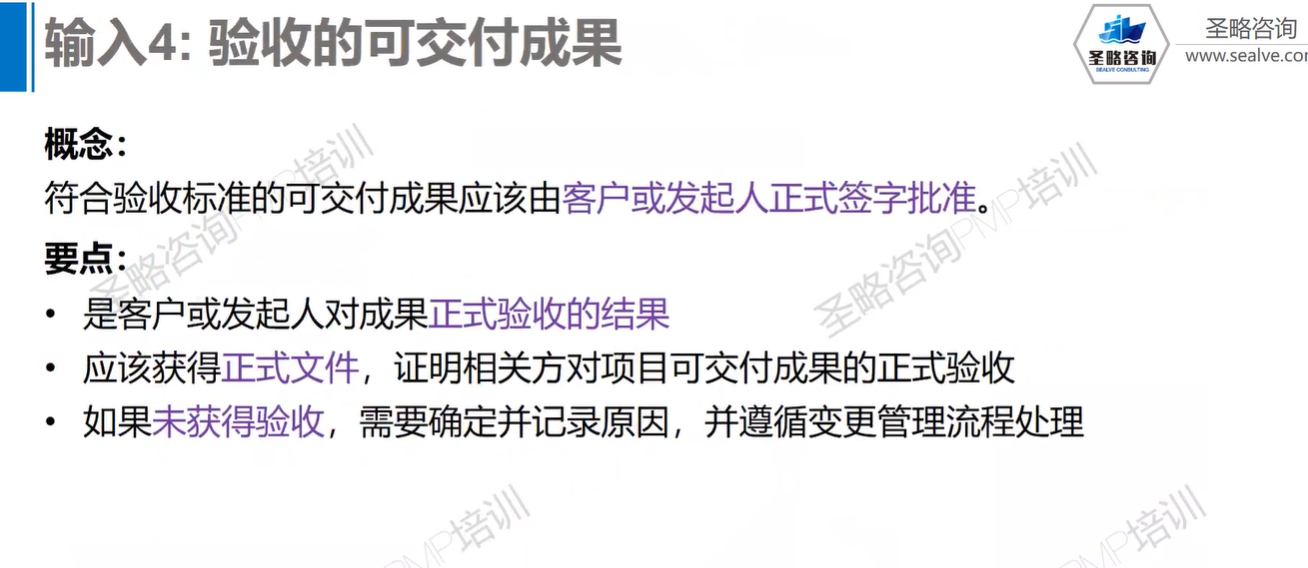 输入4: 验收的可交付成果
圣略咨询
SEALVE CONSULTING
圣略咨询
www.sealve.com
概念：
符合验收标准的可交付成果应该由客户或发起人正式签字批准。
要点：
• 是客户或发起人对成果正式验收的结果
• 应该获得正式文件，证明相关方对项目可交付成果的正式验收
• 如果未获得验收，需要确定并记录原因，并遵循变更管理流程处理
圣略咨询PMP培训
圣略咨询PMP培训
PMP培训
PMP培训